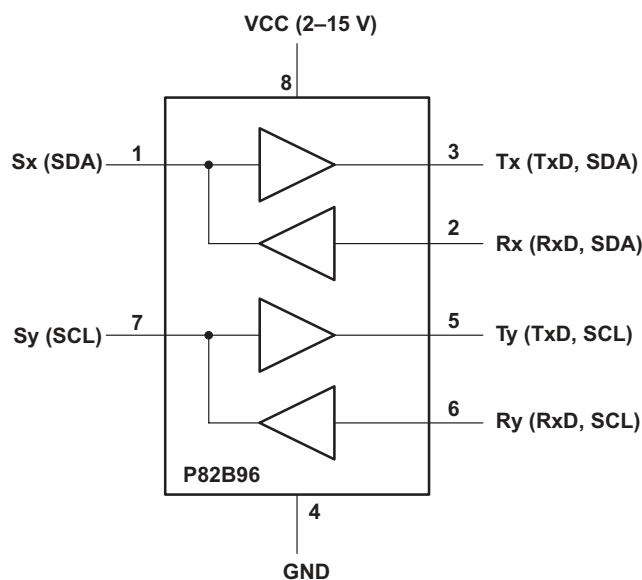 VCC (2–15 V)
8
Sx (SDA)
1
3
Tx (TxD, SDA)
2
Rx (RxD, SDA)
Sy (SCL)
7
5
Ty (TxD, SCL)
6
Ry (RxD, SCL)
P82B96
4
GND